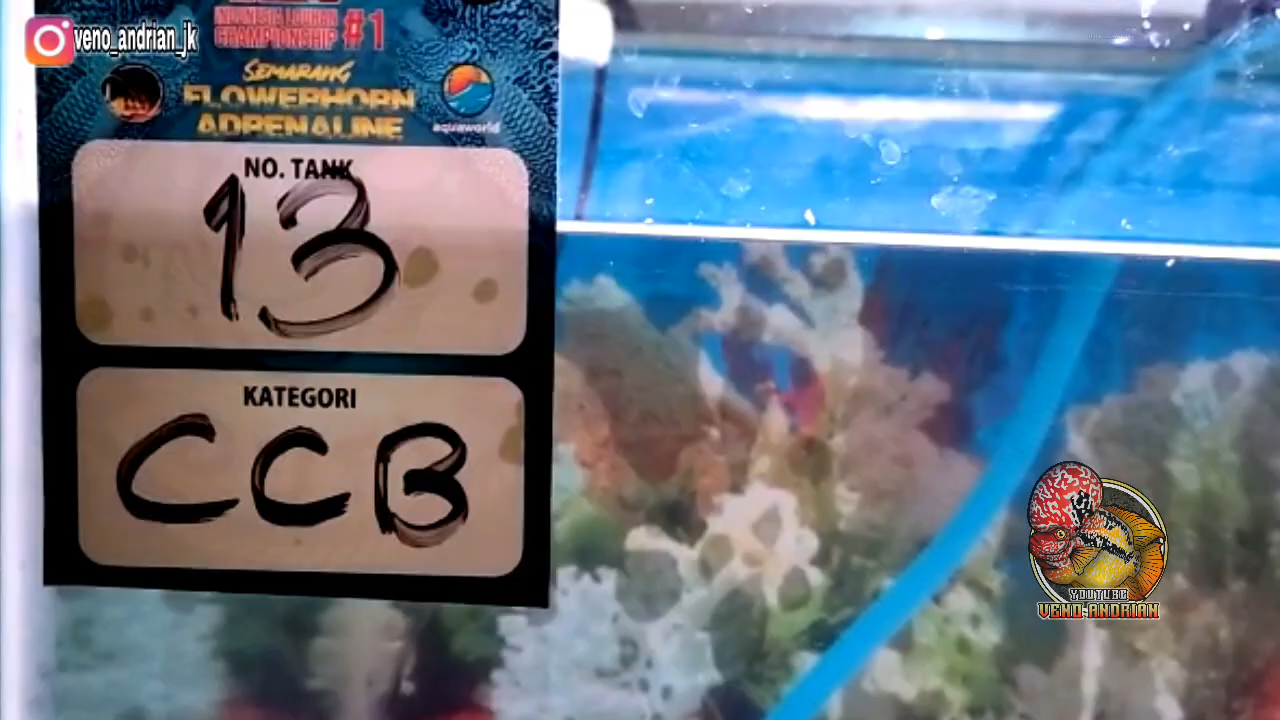 veno_andrian_jk
INDONESIA LOUHAN
CHAMPIONSHIP #1
SEMARANG
FLOWERHORN
ADRENALINE
aquaworld
NO. TANK
13
KATEGORI
CCB
YOUTUBE
VENO ANDRIAN